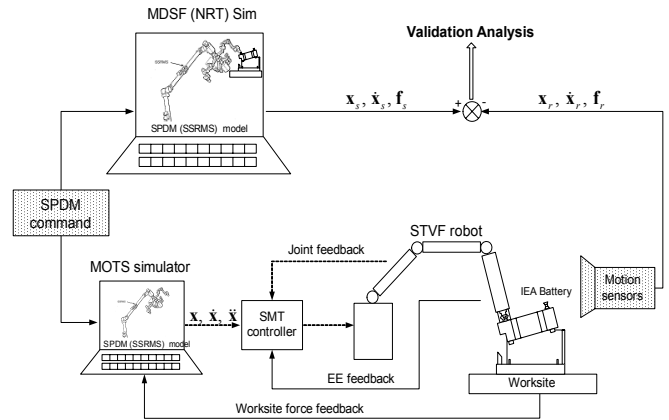 MDSF (NRT) Sim
SSRMS
SPDM (SSRMS) model
Validation Analysis
+ -
x_s, ẋ_s, f_s
x_r, ẋ_r, f_r
SPDM
command
MOTS simulator
SPDM (SSRMS) model
x, ẋ, ẍ
Joint feedback
SMT
controller
EE feedback
STVF robot
IEA Battery
Motion
sensors
Worksite
Worksite force feedback